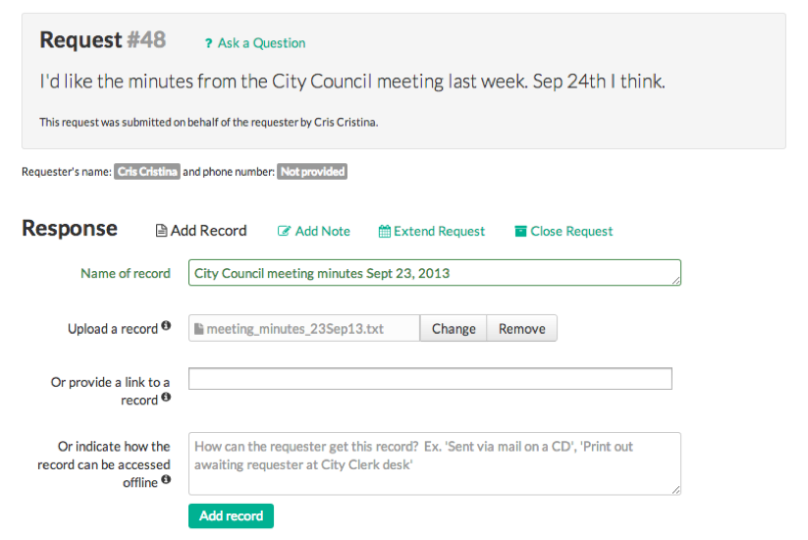 Request #48 ? Ask a Question
I'd like the minutes from the City Council meeting last week. Sep 24th I think.
This request was submitted on behalf of the requester by Cris Cristina.
Requester's name: Cris Cristina and phone number: Not provided
Response Add Record Add Note Extend Request Close Request
Name of record City Council meeting minutes Sept 23, 2013
Upload a record meeting_minutes_23Sep13.txt Change Remove
Or provide a link to a
record
Or indicate how the
record can be accessed
offline
How can the requester get this record? Ex. 'Sent via mail on a CD', 'Print out
awaiting requester at City Clerk desk'
Add record